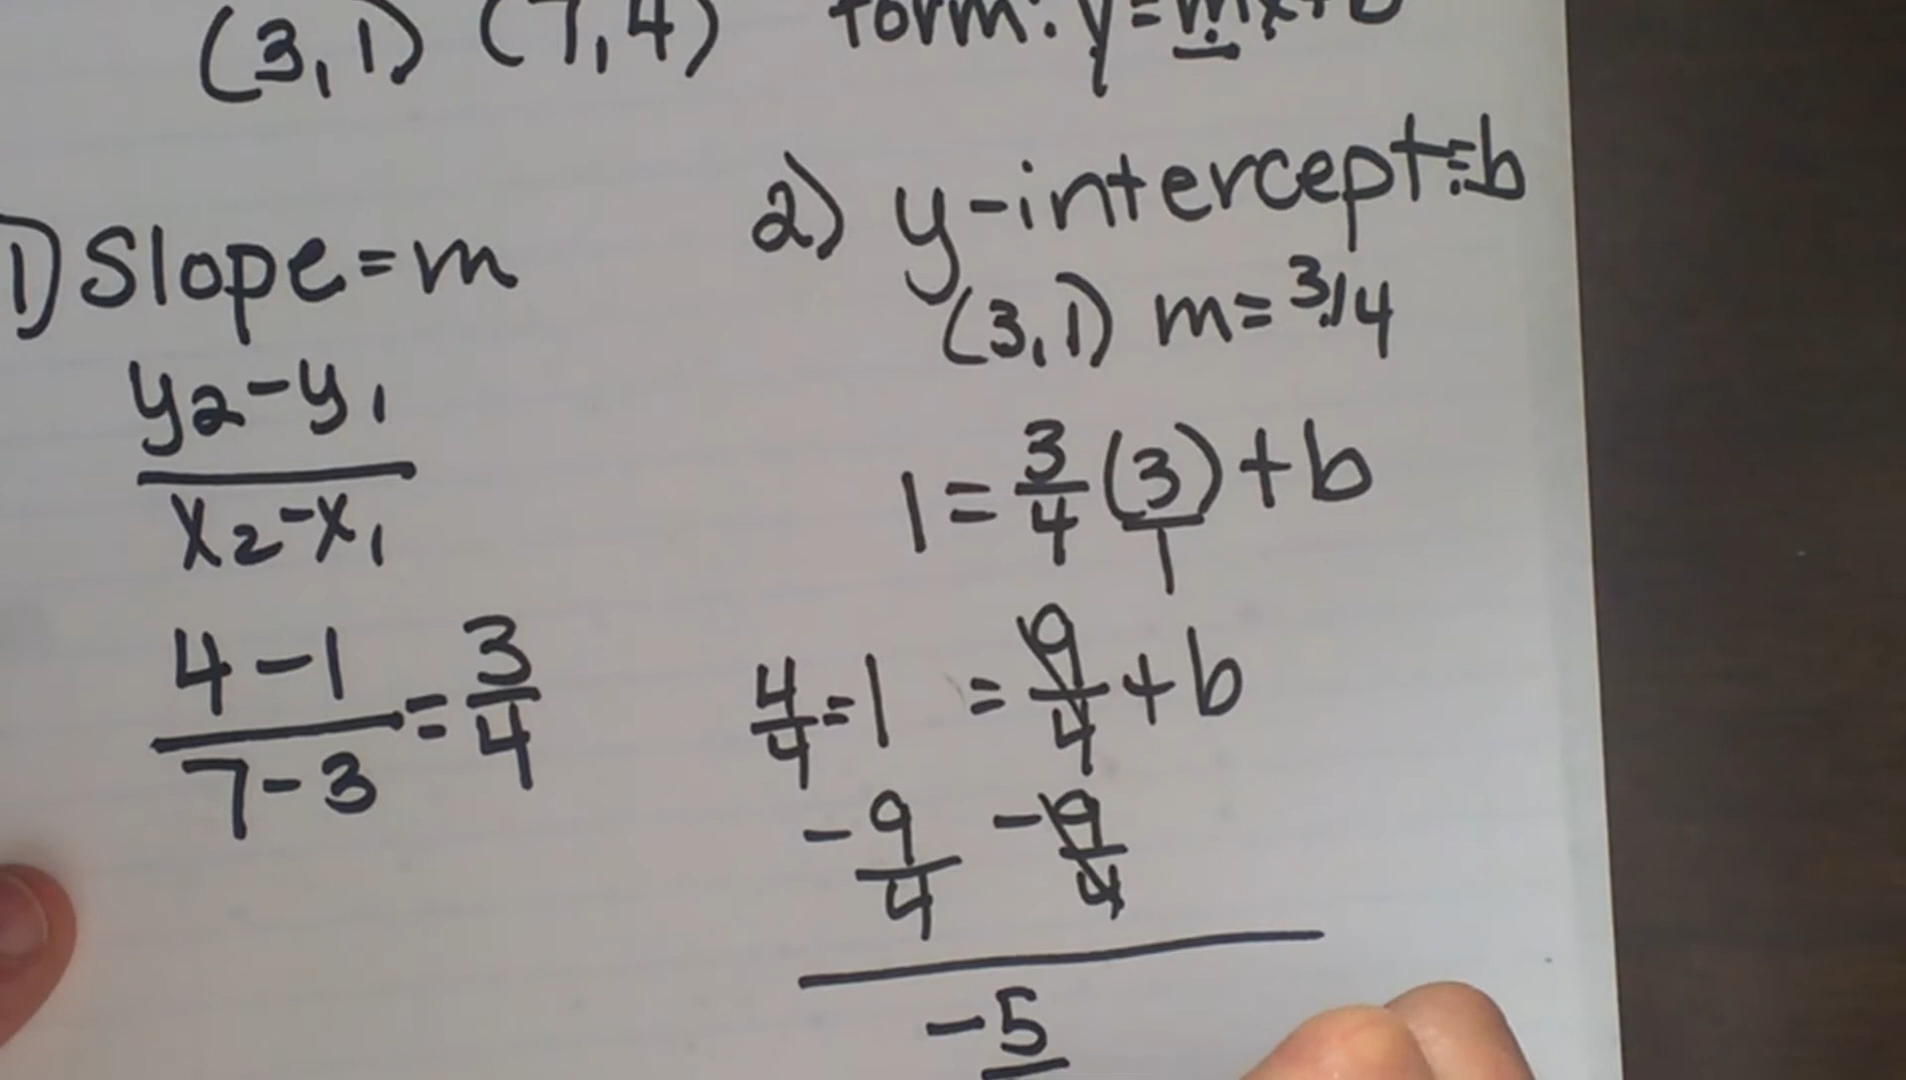 (3,1) (7,4) form: y=mx+b
1) Slope=m
y2-y1
x2-x1
4-1
7-3
= 3/4
2) y-intercept=b
(3,1) m=3/4
1 = 3/4 (3)/1 + b
4/4 = 1 = 9/4 + b
-9/4 -9/4
-5